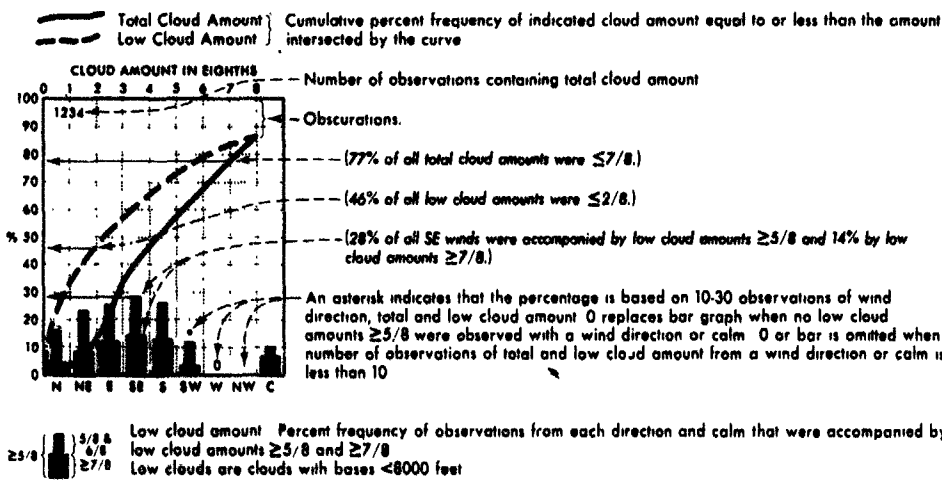 Total Cloud Amount
Low Cloud Amount
Cumulative percent frequency of indicated cloud amount equal to or less than the amount
intersected by the curve
CLOUD AMOUNT IN EIGHTHS
0 1 2 3 4 5 6 7 8
100
90
80
70
60
% 50
40
30
20
10
0
1234
0
N NE E SE S SW W NW C
Number of observations containing total cloud amount
Obscurations.
(77% of all total cloud amounts were ≤7/8.)
(46% of all low cloud amounts were ≤2/8.)
(28% of all SE winds were accompanied by low cloud amounts ≥5/8 and 14% by low
cloud amounts ≥7/8.)
An asterisk indicates that the percentage is based on 10-30 observations of wind
direction, total and low cloud amount 0 replaces bar graph when no low cloud
amounts ≥5/8 were observed with a wind direction or calm 0 or bar is omitted when
number of observations of total and low cloud amount from a wind direction or calm is
less than 10
≥5/8
5/8 &
6/8
≥7/8
Low cloud amount Percent frequency of observations from each direction and calm that were accompanied by
low cloud amounts ≥5/8 and ≥7/8
Low clouds are clouds with bases <8000 feet